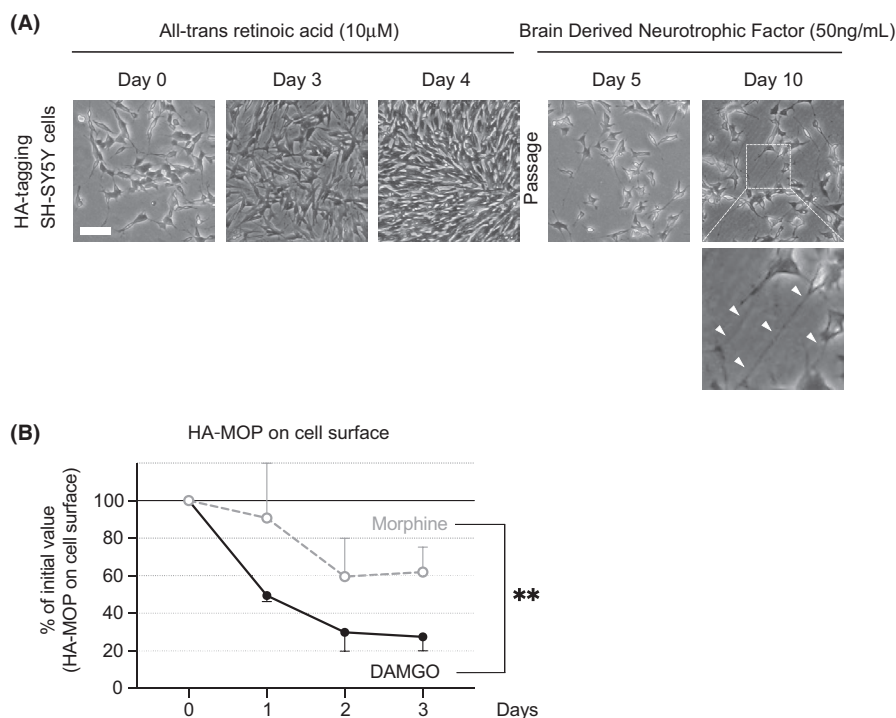 (A)
All-trans retinoic acid (10μM)
Brain Derived Neurotrophic Factor (50ng/mL)
Day 0
Day 3
Day 4
Day 5
Day 10
HA-tagging
SH-SY5Y cells
Passage
(B)
HA-MOP on cell surface
% of initial value
(HA-MOP on cell surface)
100
80
60
40
20
0
Morphine
DAMGO
**
0
1
2
3
Days